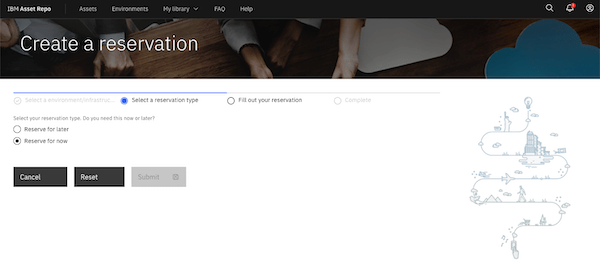 IBM Asset Repo Assets Environments My library FAQ Help
Create a reservation
Select a environment/infrastruc... Select a reservation type Fill out your reservation Complete
Select your reservation type. Do you need this now or later?
Reserve for later
Reserve for now
Cancel Reset Submit